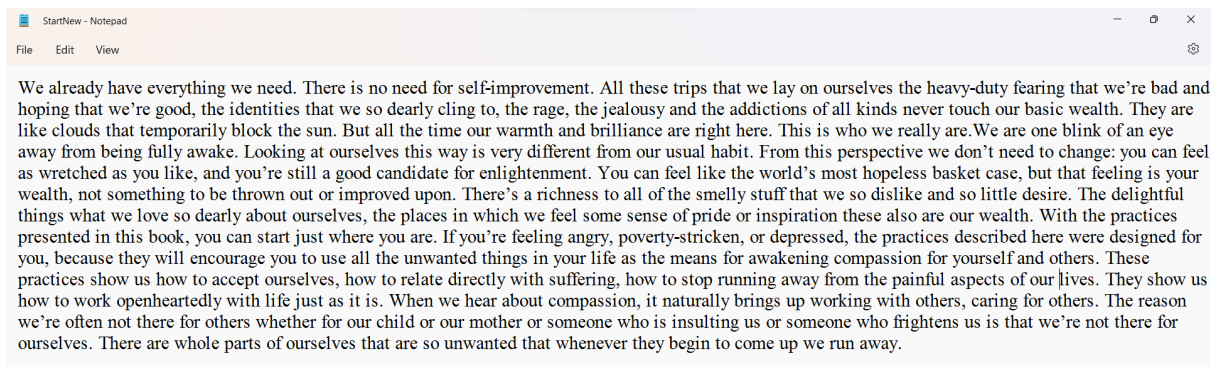 StartNew - Notepad
File Edit View
We already have everything we need. There is no need for self-improvement. All these trips that we lay on ourselves the heavy-duty fearing that we’re bad and
hoping that we’re good, the identities that we so dearly cling to, the rage, the jealousy and the addictions of all kinds never touch our basic wealth. They are
like clouds that temporarily block the sun. But all the time our warmth and brilliance are right here. This is who we really are.We are one blink of an eye
away from being fully awake. Looking at ourselves this way is very different from our usual habit. From this perspective we don’t need to change: you can feel
as wretched as you like, and you’re still a good candidate for enlightenment. You can feel like the world’s most hopeless basket case, but that feeling is your
wealth, not something to be thrown out or improved upon. There’s a richness to all of the smelly stuff that we so dislike and so little desire. The delightful
things what we love so dearly about ourselves, the places in which we feel some sense of pride or inspiration these also are our wealth. With the practices
presented in this book, you can start just where you are. If you’re feeling angry, poverty-stricken, or depressed, the practices described here were designed for
you, because they will encourage you to use all the unwanted things in your life as the means for awakening compassion for yourself and others. These
practices show us how to accept ourselves, how to relate directly with suffering, how to stop running away from the painful aspects of our lives. They show us
how to work openheartedly with life just as it is. When we hear about compassion, it naturally brings up working with others, caring for others. The reason
we’re often not there for others whether for our child or our mother or someone who is insulting us or someone who frightens us is that we’re not there for
ourselves. There are whole parts of ourselves that are so unwanted that whenever they begin to come up we run away.